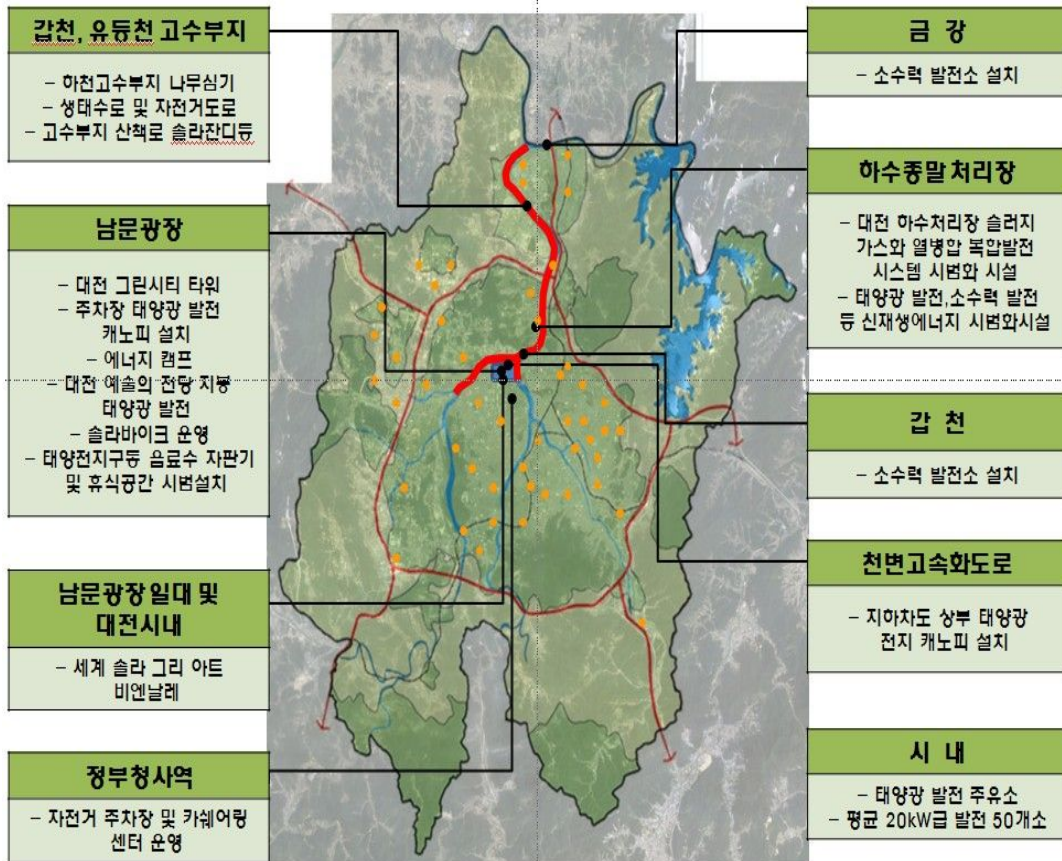 갑천, 유등천 고수부지
- 하천고수부지 나무심기
- 생태수로 및 자전거도로
- 고수부지 산책로 솔라잔디등
남문광장
- 대전 그린시티 타워
- 주차장 태양광 발전
캐노피 설치
- 에너지 캠프
- 대전 예술의 전당 지붕
태양광 발전
- 솔라바이크 운영
- 태양전지구동 음료수 자판기
및 휴식공간 시범설치
남문광장 일대 및
대전시내
- 세계 솔라 그리 아트
비엔날레
정부청사역
- 자전거 주차장 및 카쉐어링
센터 운영
금 강
- 소수력 발전소 설치
하수종말 처리장
- 대전 하수처리장 슬러지
가스화 열병합 복합발전
시스템 시범화 시설
- 태양광 발전,소수력 발전
등 신재생에너지 시범화시설
갑 천
- 소수력 발전소 설치
천변고속화도로
- 지하차도 상부 태양광
전지 캐노피 설치
시 내
- 태양광 발전 주유소
- 평균 20kW급 발전 50개소